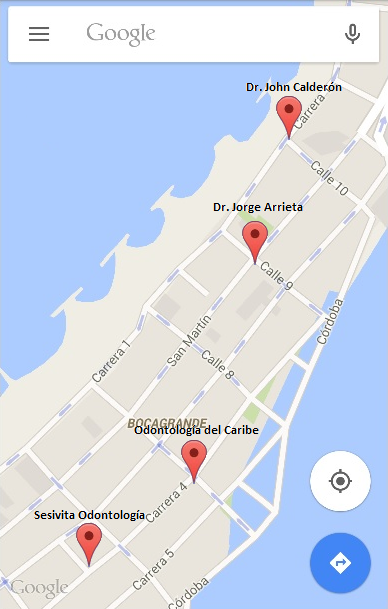 Google
Dr. John Calderón
Carrera
Calle 10
Dr. Jorge Arrieta
Calle 9
Córdoba
San Martín
Carrera 1
Calle 8
BOCAGRANDE
Odontología del Caribe
Carrera 4
Sesivita Odontología
Carrera 5
Google
Córdoba